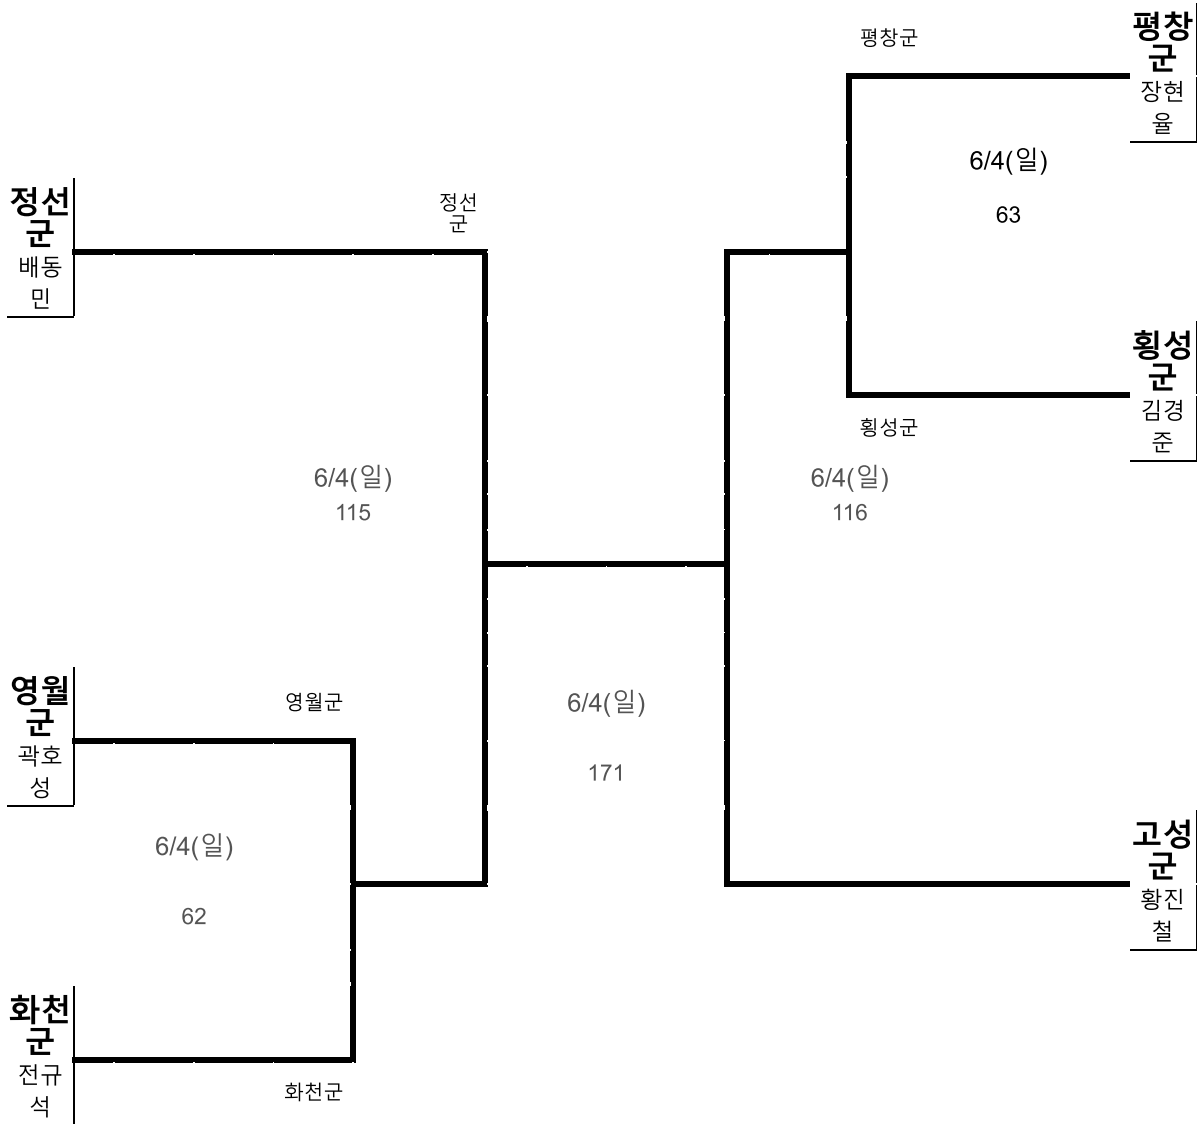 평창군
평창
군
장현
율
6/4(일)
63
정선
군
배동
민
정선
군
횡성
군
김경
준
횡성군
6/4(일)
115
6/4(일)
116
영월
군
곽호
성
영월군
6/4(일)
171
6/4(일)
62
고성
군
황진
철
화천
군
전규
석
화천군